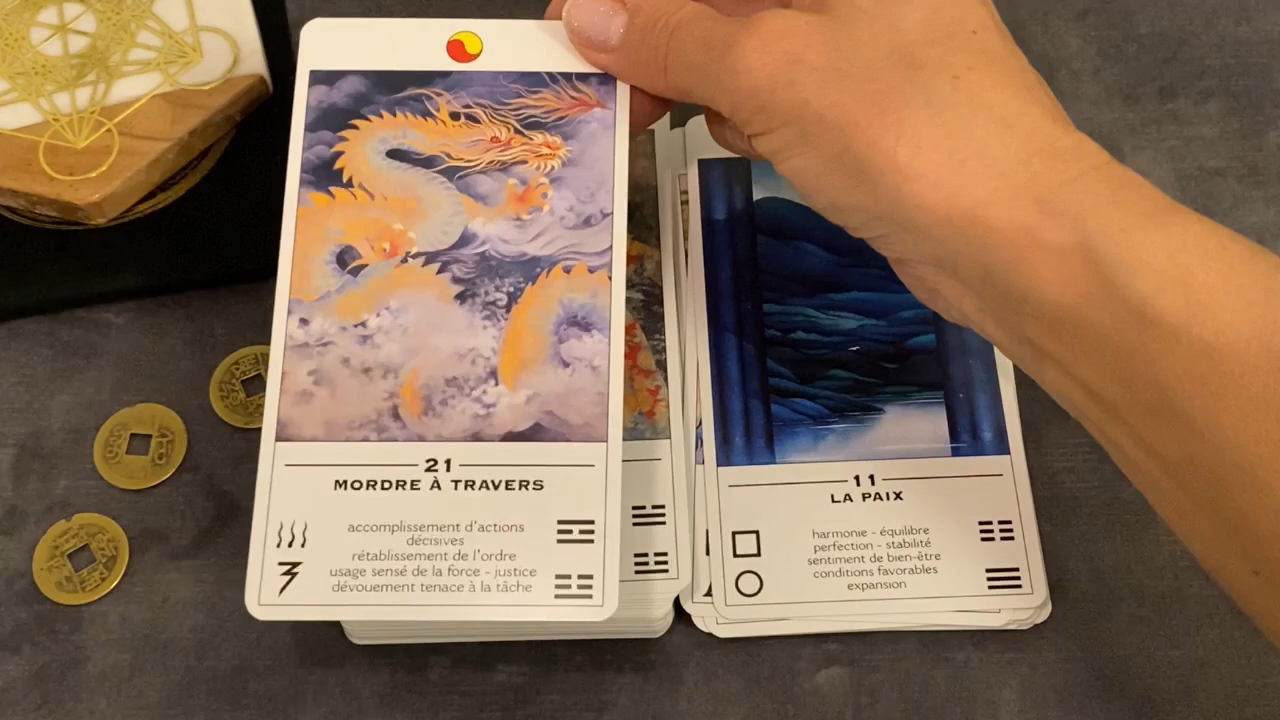 21
MORDRE À TRAVERS
accomplissement d'actions
décisives
rétablissement de l'ordre
usage sensé de la force - justice
dévouement tenace à la tâche
11
LA PAIX
harmonie - équilibre
perfection - stabilité
sentiment de bien-être
conditions favorables
expansion